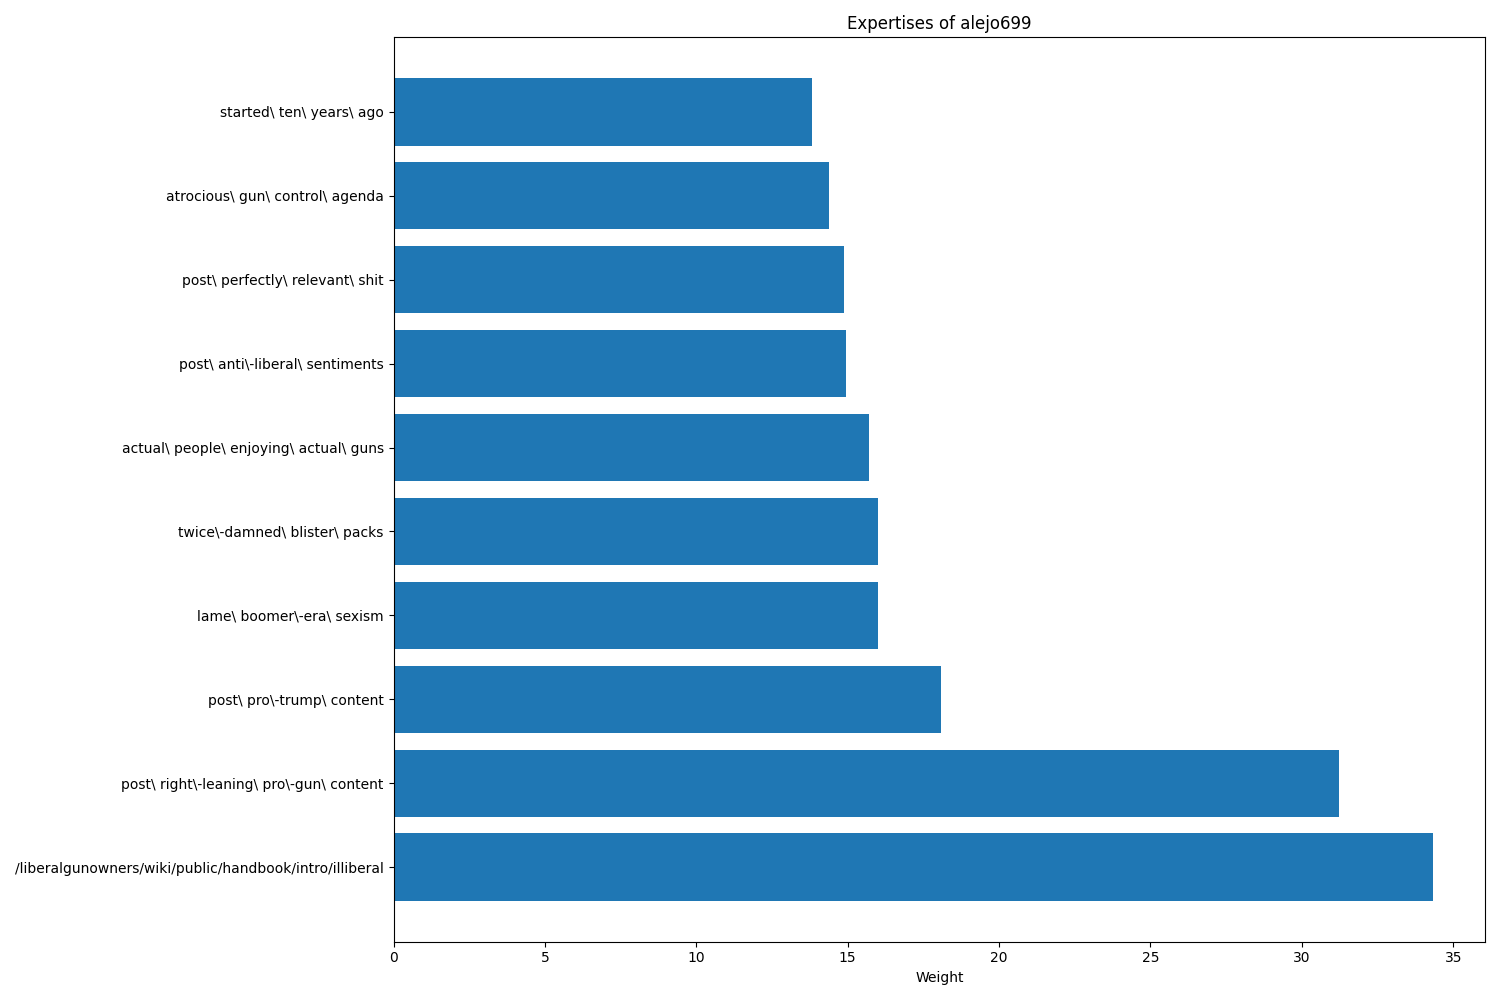 Expertises of alejo699
started\ ten\ years\ ago
atrocious\ gun\ control\ agenda
post\ perfectly\ relevant\ shit
post\ anti\-liberal\ sentiments
actual\ people\ enjoying\ actual\ guns
twice\-damned\ blister\ packs
lame\ boomer\-era\ sexism
post\ pro\-trump\ content
post\ right\-leaning\ pro\-gun\ content
/liberalgunowners/wiki/public/handbook/intro/illiberal
0 5 10 15 20 25 30 35
Weight